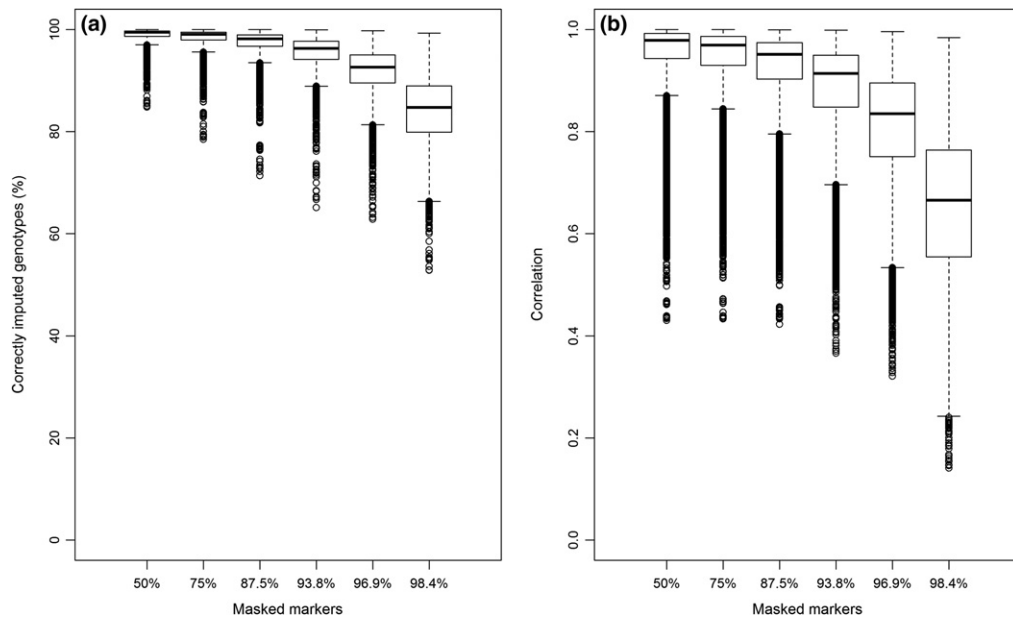 (a)
Correctly imputed genotypes (%)
100
80
60
40
20
0
50% 75% 87.5% 93.8% 96.9% 98.4%
Masked markers
(b)
Correlation
1.0
0.8
0.6
0.4
0.2
0.0
50% 75% 87.5% 93.8% 96.9% 98.4%
Masked markers